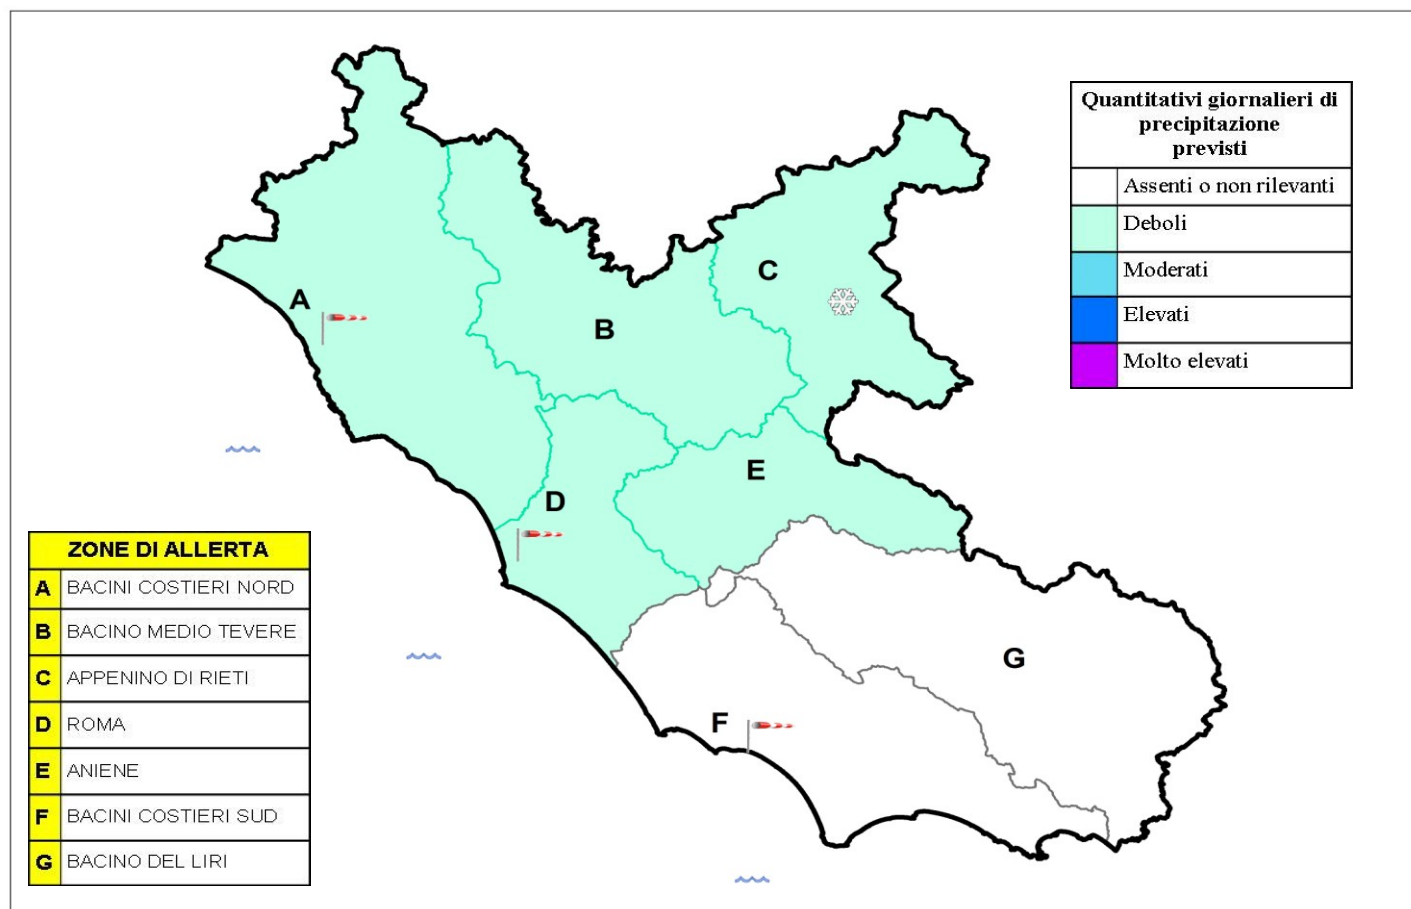 Quantitativi giornalieri di
precipitazione
previsti
Assenti o non rilevanti
Deboli
Moderati
Elevati
Molto elevati
A
B
C
D
E
F
G
ZONE DI ALLERTA
A BACINI COSTIERI NORD
B BACINO MEDIO TEVERE
C APPENINO DI RIETI
D ROMA
E ANIENE
F BACINI COSTIERI SUD
G BACINO DEL LIRI